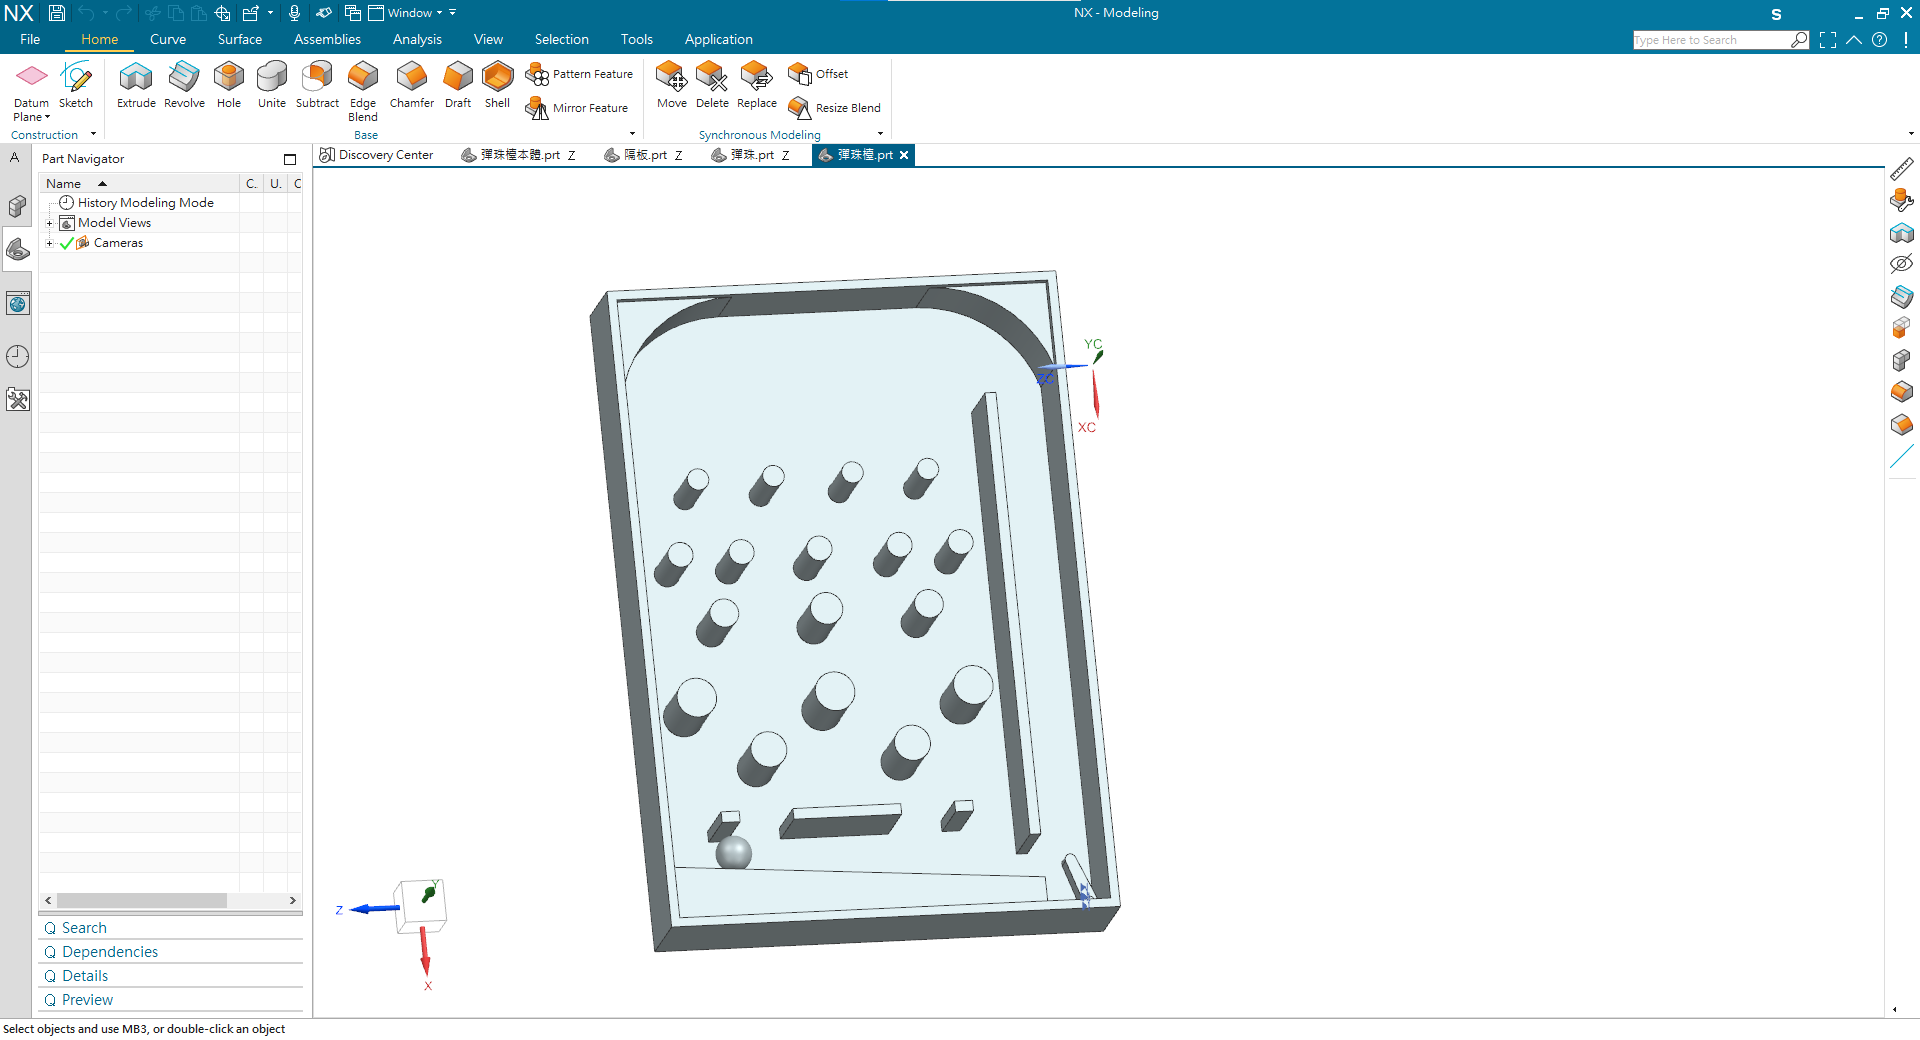 NX
Window
NX - Modeling
S
File
Home
Curve
Surface
Assemblies
Analysis
View
Selection
Tools
Application
Type Here to Search
Datum Plane
Sketch
Extrude
Revolve
Hole
Unite
Subtract
Edge Blend
Chamfer
Draft
Shell
Pattern Feature
Mirror Feature
Move
Delete
Replace
Offset
Resize Blend
Construction
Base
Synchronous Modeling
A
Part Navigator
Discovery Center
彈珠檯本體.prt Z
隔板.prt Z
彈珠.prt Z
彈珠檯.prt
Name
C.
U.
C
History Modeling Mode
Model Views
Cameras
YC
ZC
XC
Y
Z
X
Search
Dependencies
Details
Preview
Select objects and use MB3, or double-click an object